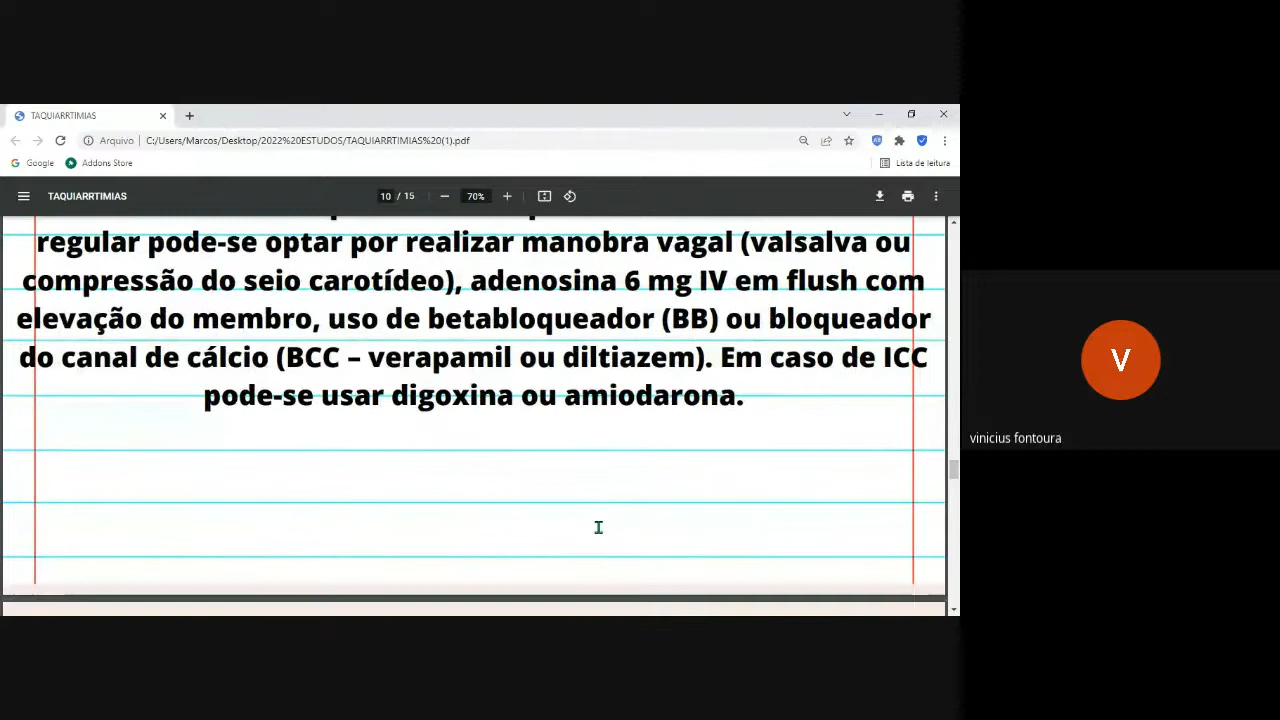 TAQUIARRTIMIAS
Arquivo
C:/Users/Marcos/Desktop/2022%20ESTUDOS/TAQUIARRTIMIAS%20(1).pdf
Google
Addons Store
Lista de leitura
TAQUIARRTIMIAS
10 / 15
70%
regular pode-se optar por realizar manobra vagal (valsalva ou
compressão do seio carotídeo), adenosina 6 mg IV em flush com
elevação do membro, uso de betabloqueador (BB) ou bloqueador
do canal de cálcio (BCC – verapamil ou diltiazem). Em caso de ICC
pode-se usar digoxina ou amiodarona.
V
vinicius fontoura